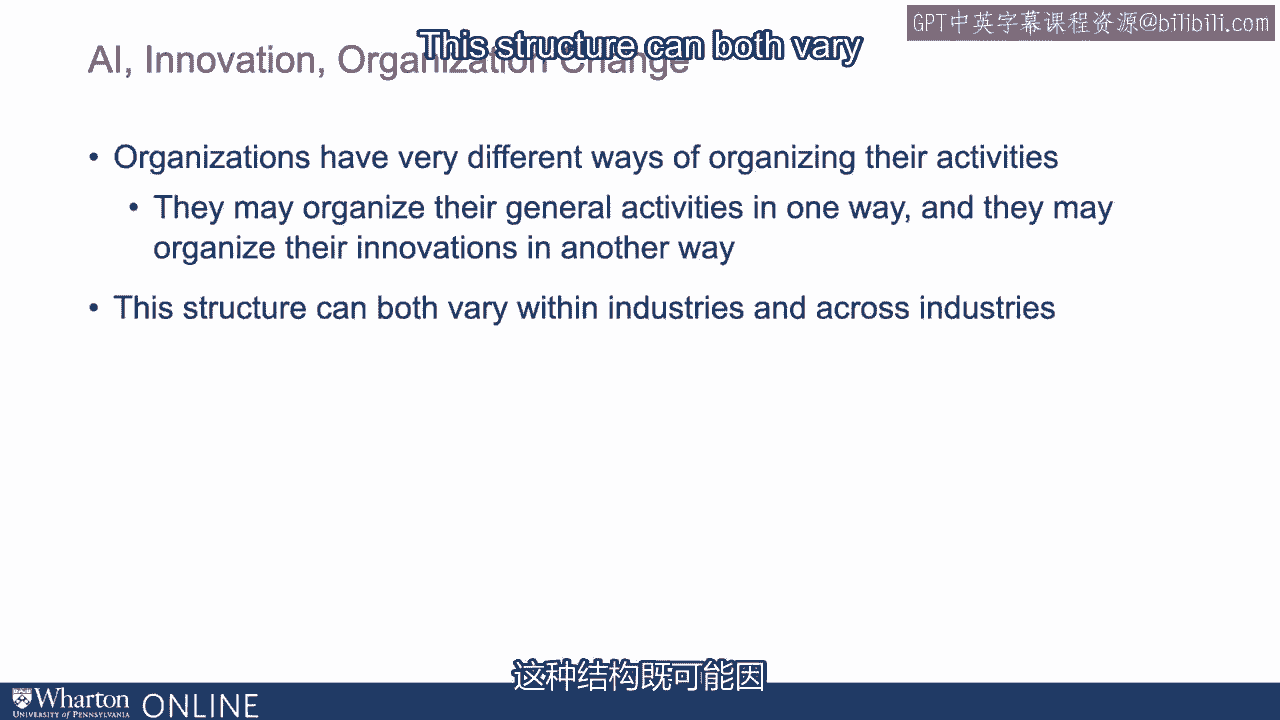 GPT中英字幕课程资源@bilibili.com
This structure can both vary
AI, Innovation, Organization Change
• Organizations have very different ways of organizing their activities
• They may organize their general activities in one way, and they may
organize their innovations in another way
• This structure can both vary within industries and across industries
这种结构既可能因
Wharton ONLINE
UNIVERSITY OF PENNSYLVANIA